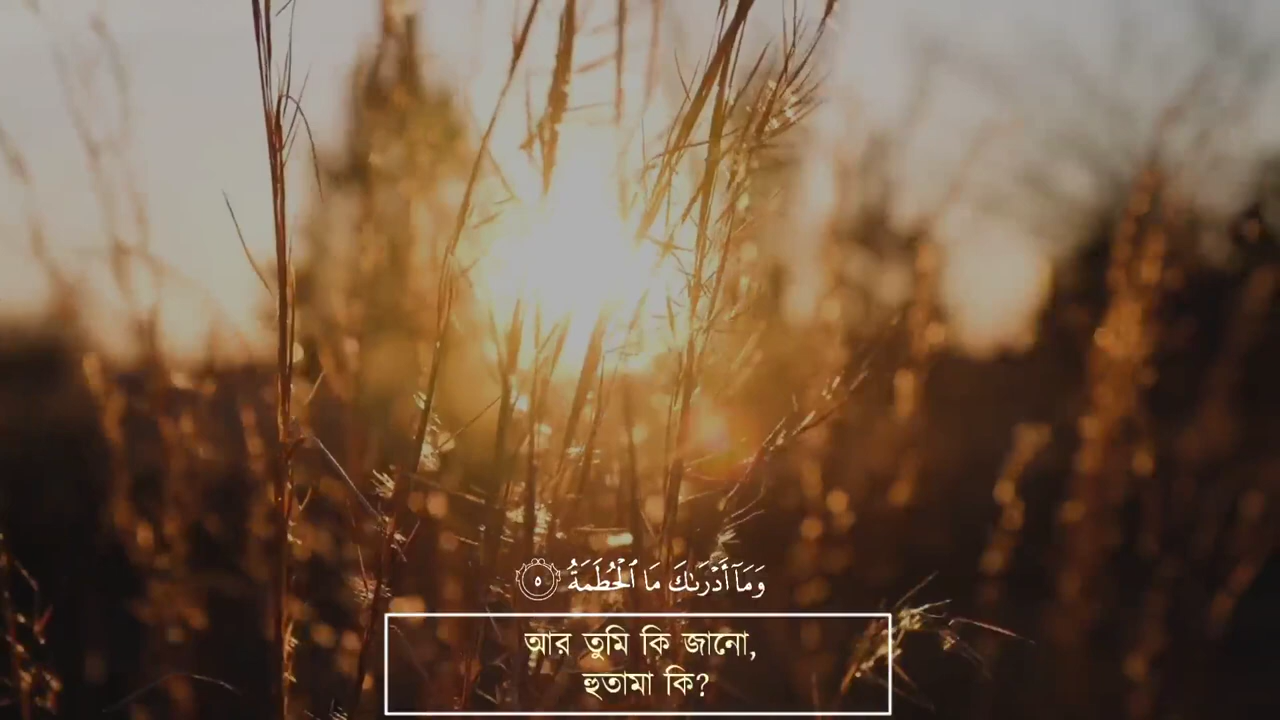 وَمَآ أَدْرَىٰكَ مَا ٱلْحُطَمَةُ ٥
আর তুমি কি জানো,
হুতামা কি?